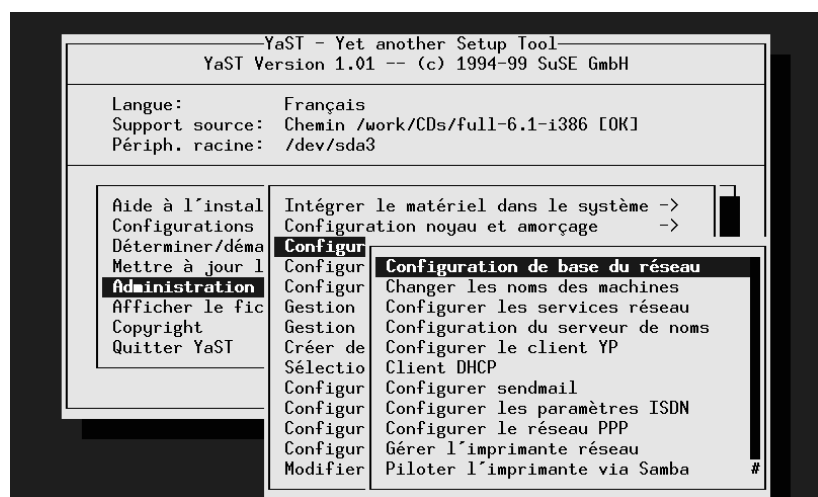 YaST - Yet another Setup Tool
YaST Version 1.01 -- (c) 1994-99 SuSE GmbH
Langue: Français
Support source: Chemin /work/CDs/full-6.1-i386 [OK]
Périph. racine: /dev/sda3
Aide à l´instal
Configurations
Déterminer/déma
Mettre à jour l
Administration
Afficher le fic
Copyright
Quitter YaST
Intégrer le matériel dans le système ->
Configuration noyau et amorçage ->
Configur
Configur
Configur
Gestion
Gestion
Créer de
Sélectio
Configur
Configur
Configur
Configur
Modifier
Configuration de base du réseau
Changer les noms des machines
Configurer les services réseau
Configuration du serveur de noms
Configurer le client YP
Client DHCP
Configurer sendmail
Configurer les paramètres ISDN
Configurer le réseau PPP
Gérer l´imprimante réseau
Piloter l´imprimante via Samba #